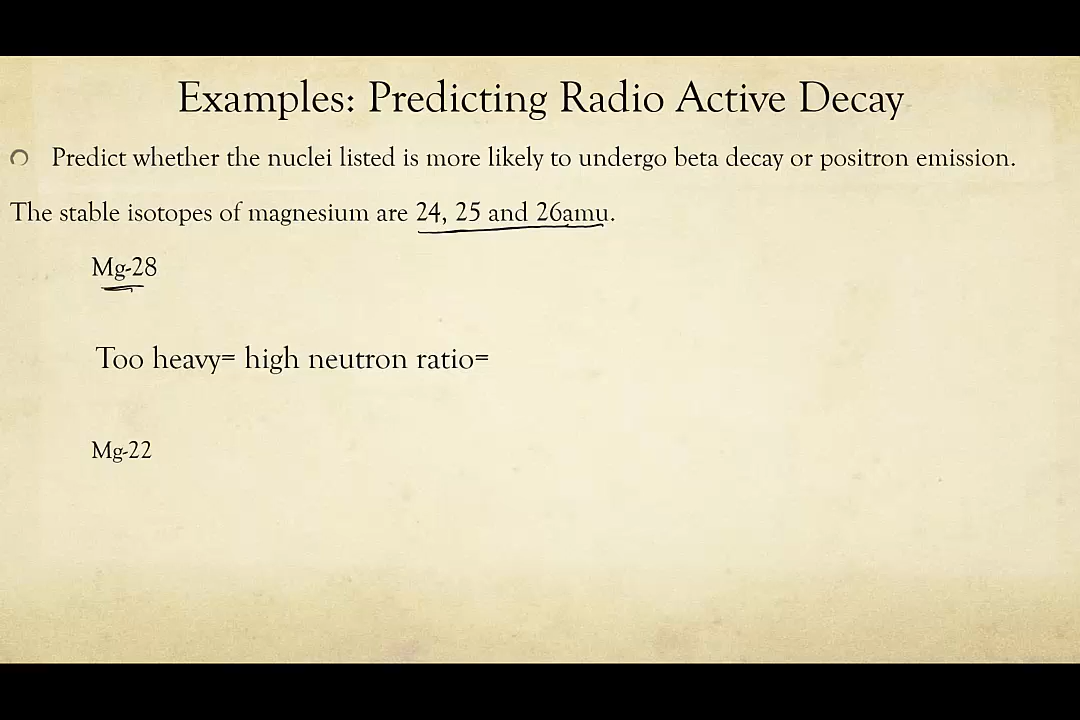 Examples: Predicting Radio Active Decay
Predict whether the nuclei listed is more likely to undergo beta decay or positron emission.
The stable isotopes of magnesium are 24, 25 and 26amu.
Mg-28
Too heavy= high neutron ratio=
Mg-22